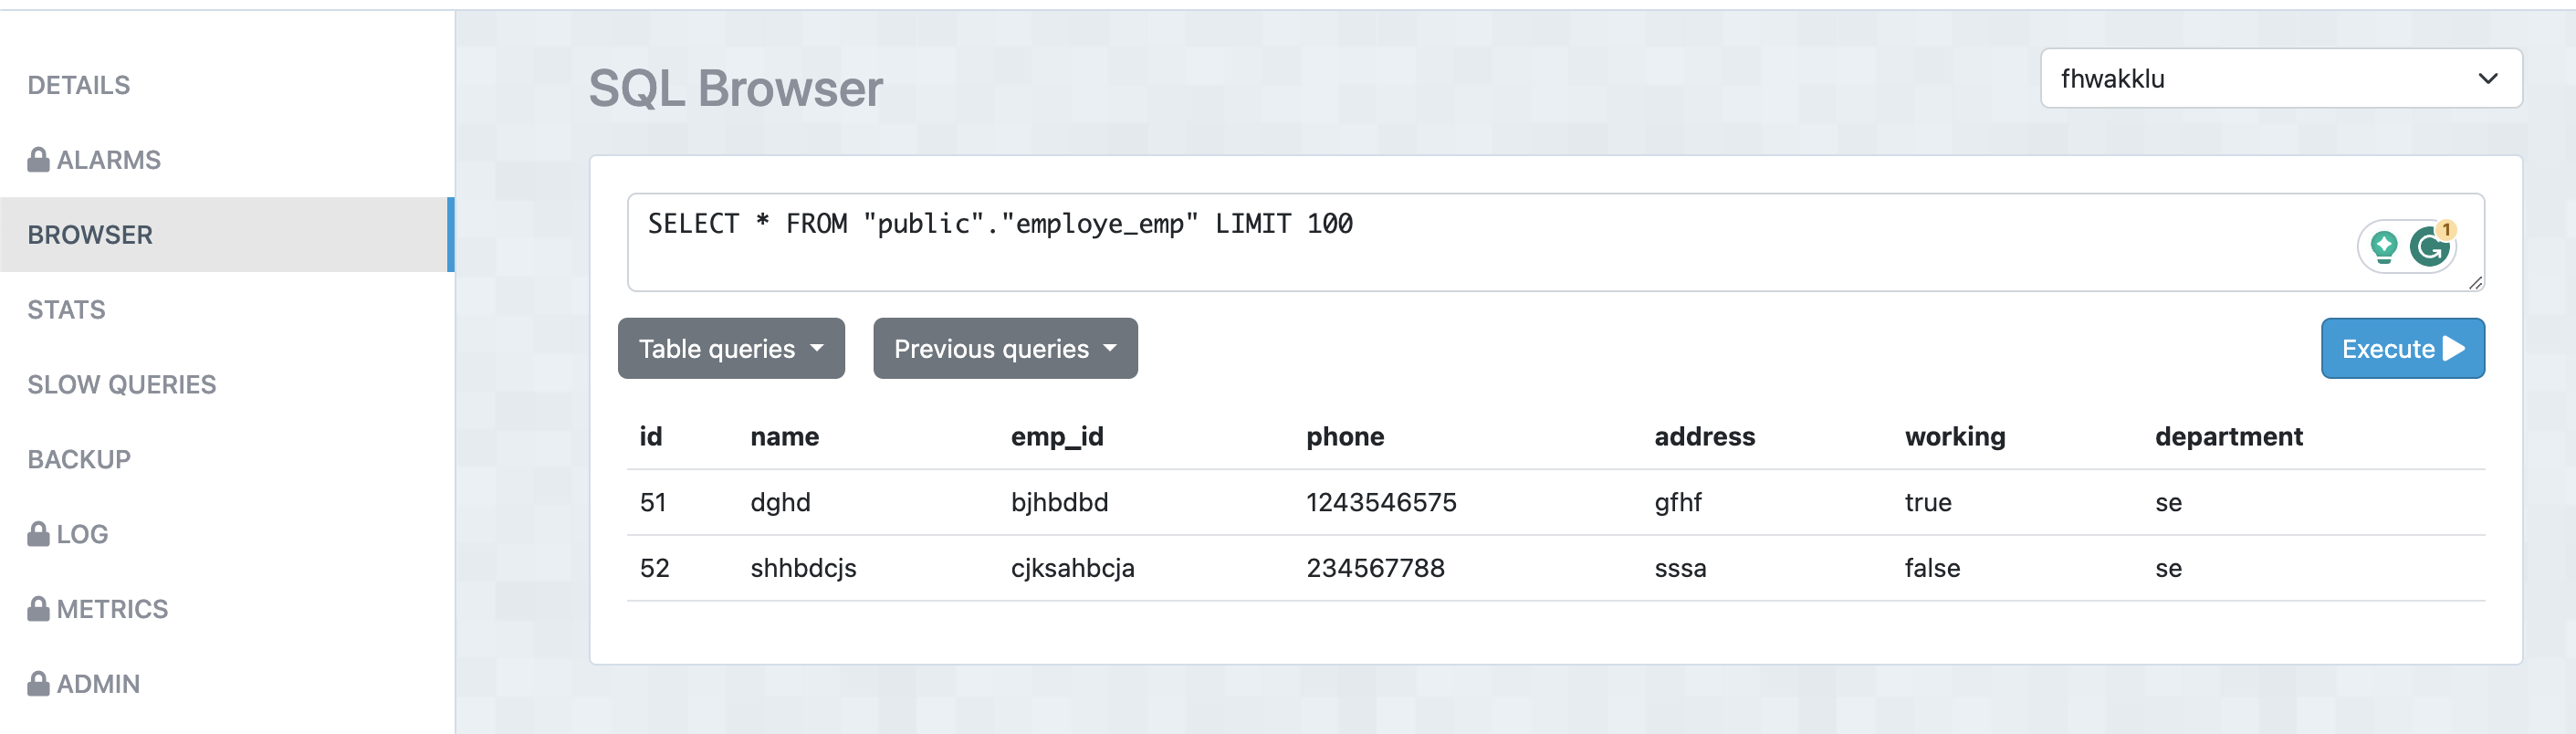 DETAILS
ALARMS
BROWSER
STATS
SLOW QUERIES
BACKUP
LOG
METRICS
ADMIN
SQL Browser
fhwakklu
SELECT * FROM "public"."employe_emp" LIMIT 100
1
Table queries
Previous queries
Execute
id name emp_id phone address working department
51 dghd bjhbdbd 1243546575 gfhf true se
52 shhbdcjs cjksahbcja 234567788 sssa false se